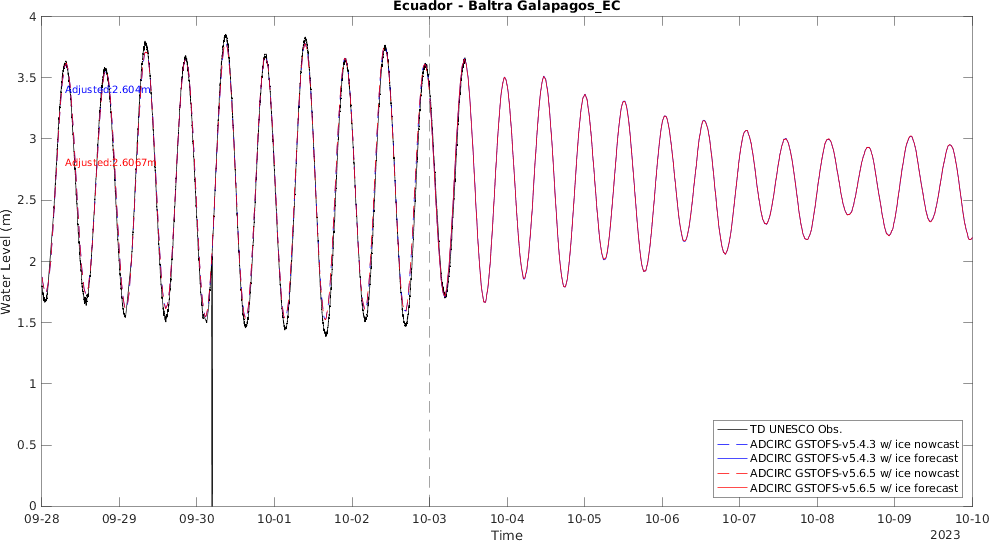 Ecuador - Baltra Galapagos_EC
4
3.5
3
2.5
2
1.5
1
0.5
0
Water Level (m)
Adjusted:2.604m
Adjusted:2.6067m
TD UNESCO Obs.
ADCIRC GSTOFS-v5.4.3 w/ ice nowcast
ADCIRC GSTOFS-v5.4.3 w/ ice forecast
ADCIRC GSTOFS-v5.6.5 w/ ice nowcast
ADCIRC GSTOFS-v5.6.5 w/ ice forecast
09-28 09-29 09-30 10-01 10-02 10-03 10-04 10-05 10-06 10-07 10-08 10-09 10-10
Time
2023